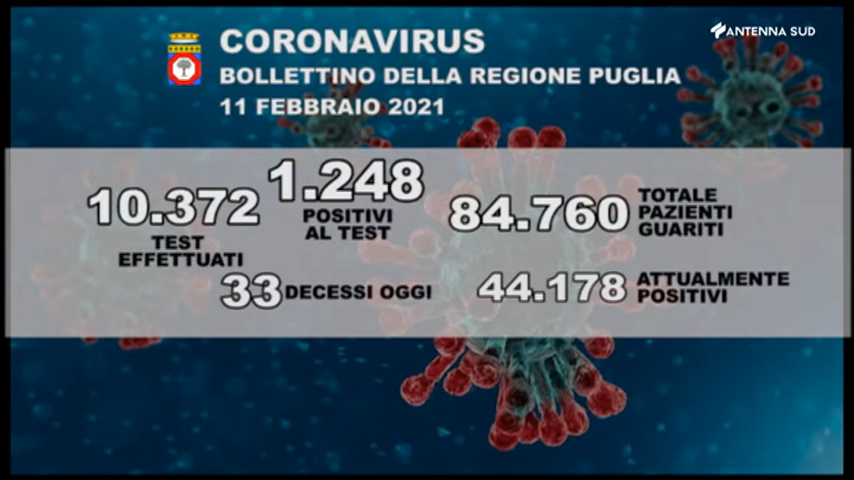 ANTENNA SUD
CORONAVIRUS
BOLLETTINO DELLA REGIONE PUGLIA
11 FEBBRAIO 2021
10.372
TEST
EFFETTUATI
1.248
POSITIVI
AL TEST
84.760
TOTALE
PAZIENTI
GUARITI
33 DECESSI OGGI
44.178
ATTUALMENTE
POSITIVI